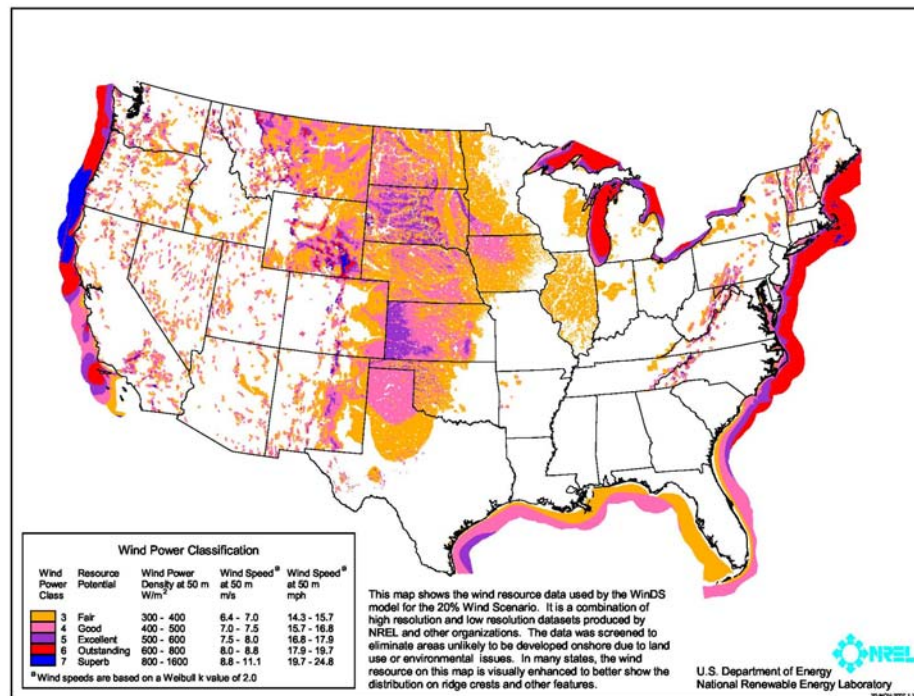 Wind Power Classification
Wind Power Class
Resource Potential
Wind Power Density at 50 m W/m2
Wind Speed a at 50 m m/s
Wind Speed a at 50 m mph
3 Fair 300 - 400 6.4 - 7.0 14.3 - 15.7
4 Good 400 - 500 7.0 - 7.5 15.7 - 16.8
5 Excellent 500 - 600 7.5 - 8.0 16.8 - 17.9
6 Outstanding 600 - 800 8.0 - 8.8 17.9 - 19.7
7 Superb 800 - 1600 8.8 - 11.1 19.7 - 24.8
a Wind speeds are based on a Weibull k value of 2.0
This map shows the wind resource data used by the WinDS
model for the 20% Wind Scenario. It is a combination of
high resolution and low resolution datasets produced by
NREL and other organizations. The data was screened to
eliminate areas unlikely to be developed onshore due to land
use or environmental issues. In many states, the wind
resource on this map is visually enhanced to better show the
distribution on ridge crests and other features.
NREL
U.S. Department of Energy
National Renewable Energy Laboratory